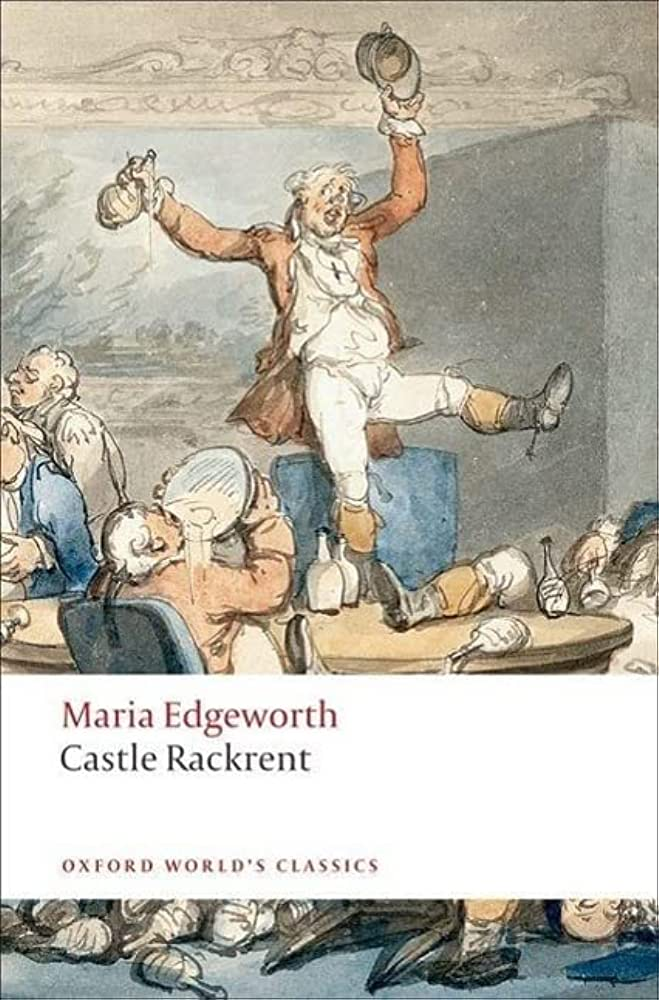 Maria Edgeworth
Castle Rackrent
OXFORD WORLD'S CLASSICS